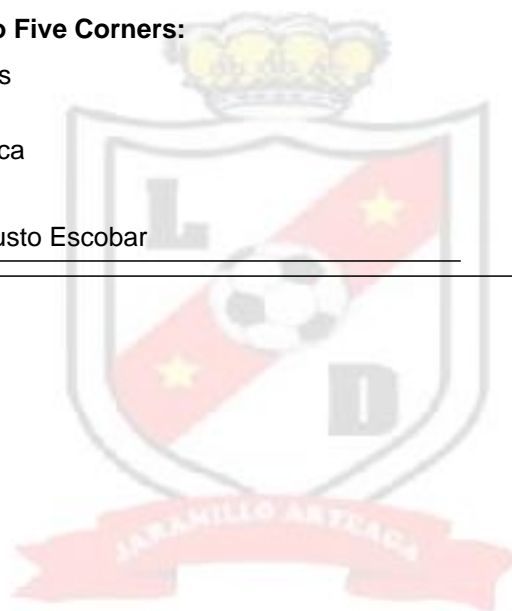 o Five Corners:
s
ca
usto Escobar
L
D
JARAMILLO ARTEAGA